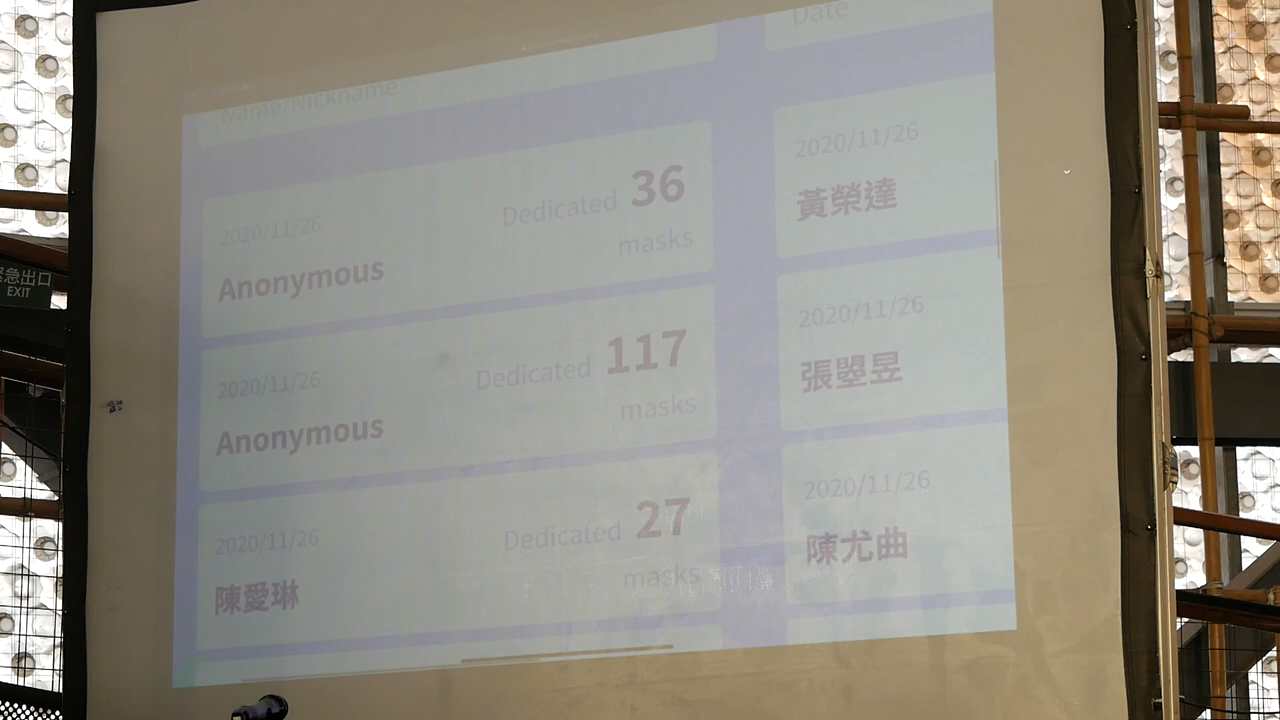 Name/Nickname
2020/11/26
Anonymous
Dedicated 36
masks
2020/11/26
Anonymous
Dedicated 117
masks
2020/11/26
陳愛琳
Dedicated 27
masks
Date
2020/11/26
黃榮達
2020/11/26
張曌昱
2020/11/26
陳尤曲
緊急出口
EXIT